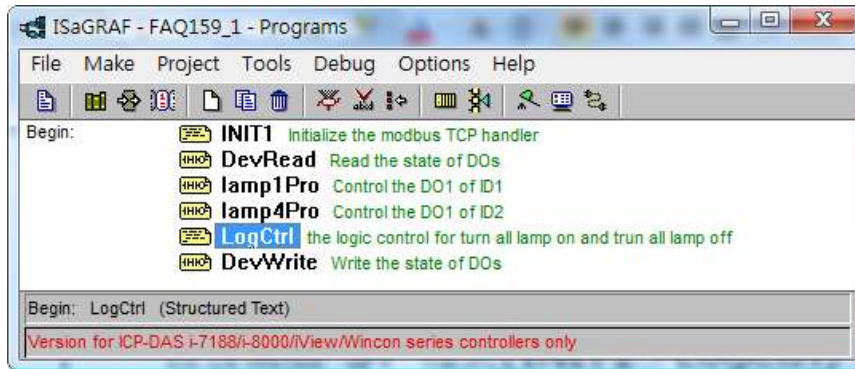 ISaGRAF - FAQ159_1 - Programs
File Make Project Tools Debug Options Help
Begin: INIT1 Initialize the modbus TCP handler
DevRead Read the state of DOs
lamp1Pro Control the DO1 of ID1
lamp4Pro Control the DO1 of ID2
LogCtrl the logic control for turn all lamp on and trun all lamp off
DevWrite Write the state of DOs
Begin: LogCtrl (Structured Text)
Version for ICP-DAS i-7188/i-8000/iView/Wincon series controllers only